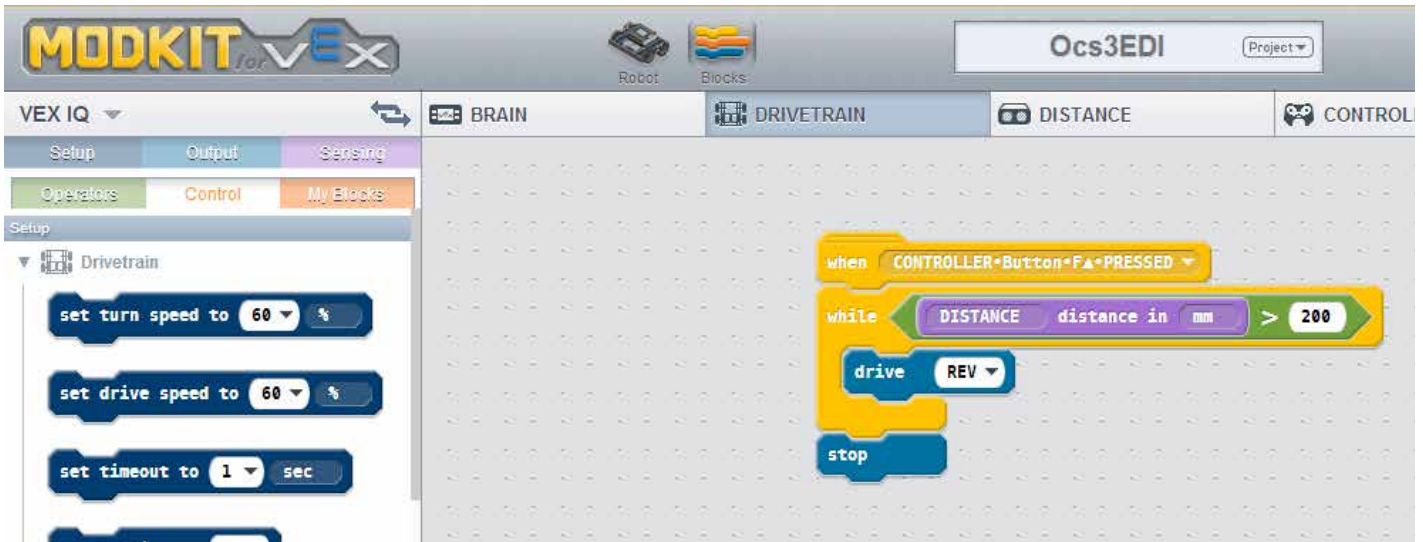 MODKIT for VEX
Robot
Blocks
Ocs3EDI
Project
VEX IQ
BRAIN
DRIVETRAIN
DISTANCE
CONTROL
Setup Output Sensing
Operators Control My Blocks
Setup
Drivetrain
set turn speed to 60 %
set drive speed to 60 %
set timeout to 1 sec
when CONTROLLER•Button•F▲•PRESSED
while DISTANCE distance in mm > 200
drive REV
stop